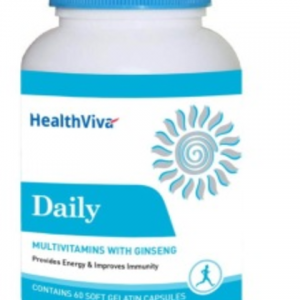 HealthViva
Daily
MULTIVITAMINS WITH GINSENG
Provides Energy & Improves Immunity
CONTAINS 60 SOFT GELATIN CAPSULES